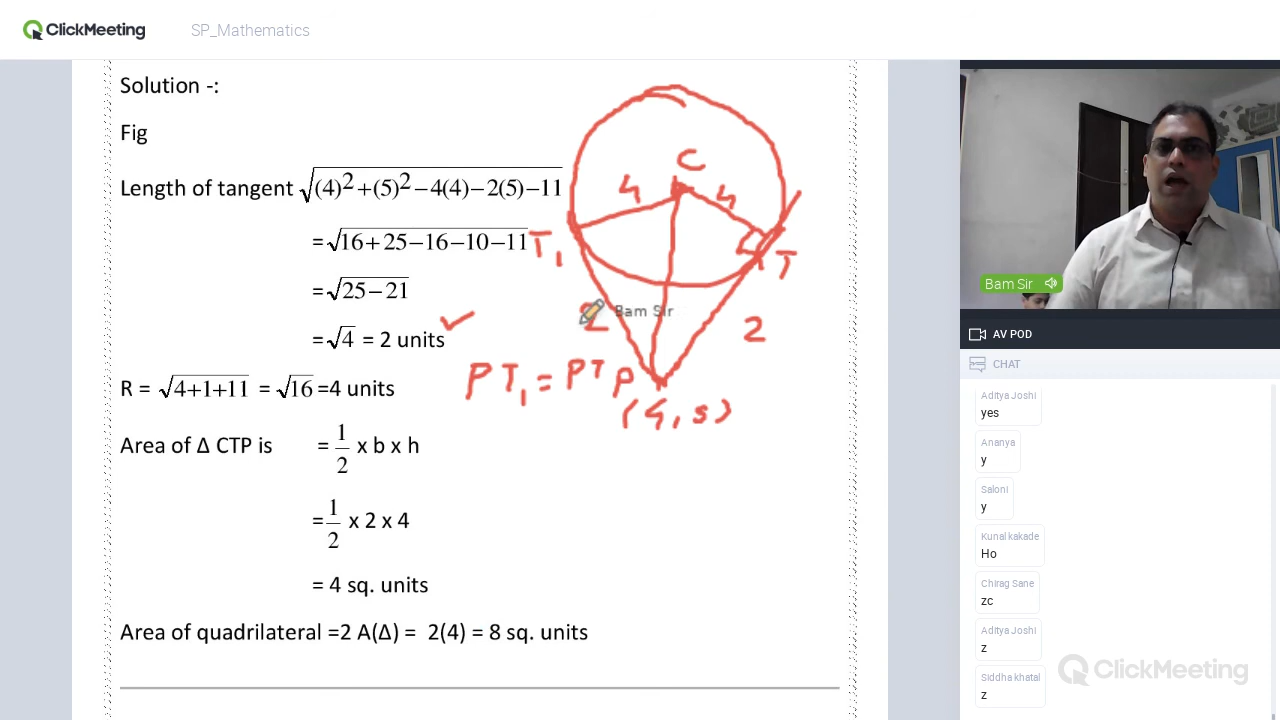 ClickMeeting
SP_Mathematics
Solution -:
Fig
Length of tangent √(4)²+(5)²−4(4)−2(5)−11
=√16+25−16−10−11
=√25−21
=√4 = 2 units
R = √4+1+11 = √16 =4 units
Area of Δ CTP is = 1/2 x b x h
=1/2 x 2 x 4
= 4 sq. units
Area of quadrilateral =2 A(Δ) = 2(4) = 8 sq. units
C
4
4
T₁
T
2
2
Bam Sir
PT₁ = PT
P
(4, 5)
Bam Sir
AV POD
CHAT
Aditya Joshi
yes
Ananya
y
Saloni
y
Kunal kakade
Ho
Chirag Sane
zc
Aditya Joshi
z
Siddha khatal
z
ClickMeeting